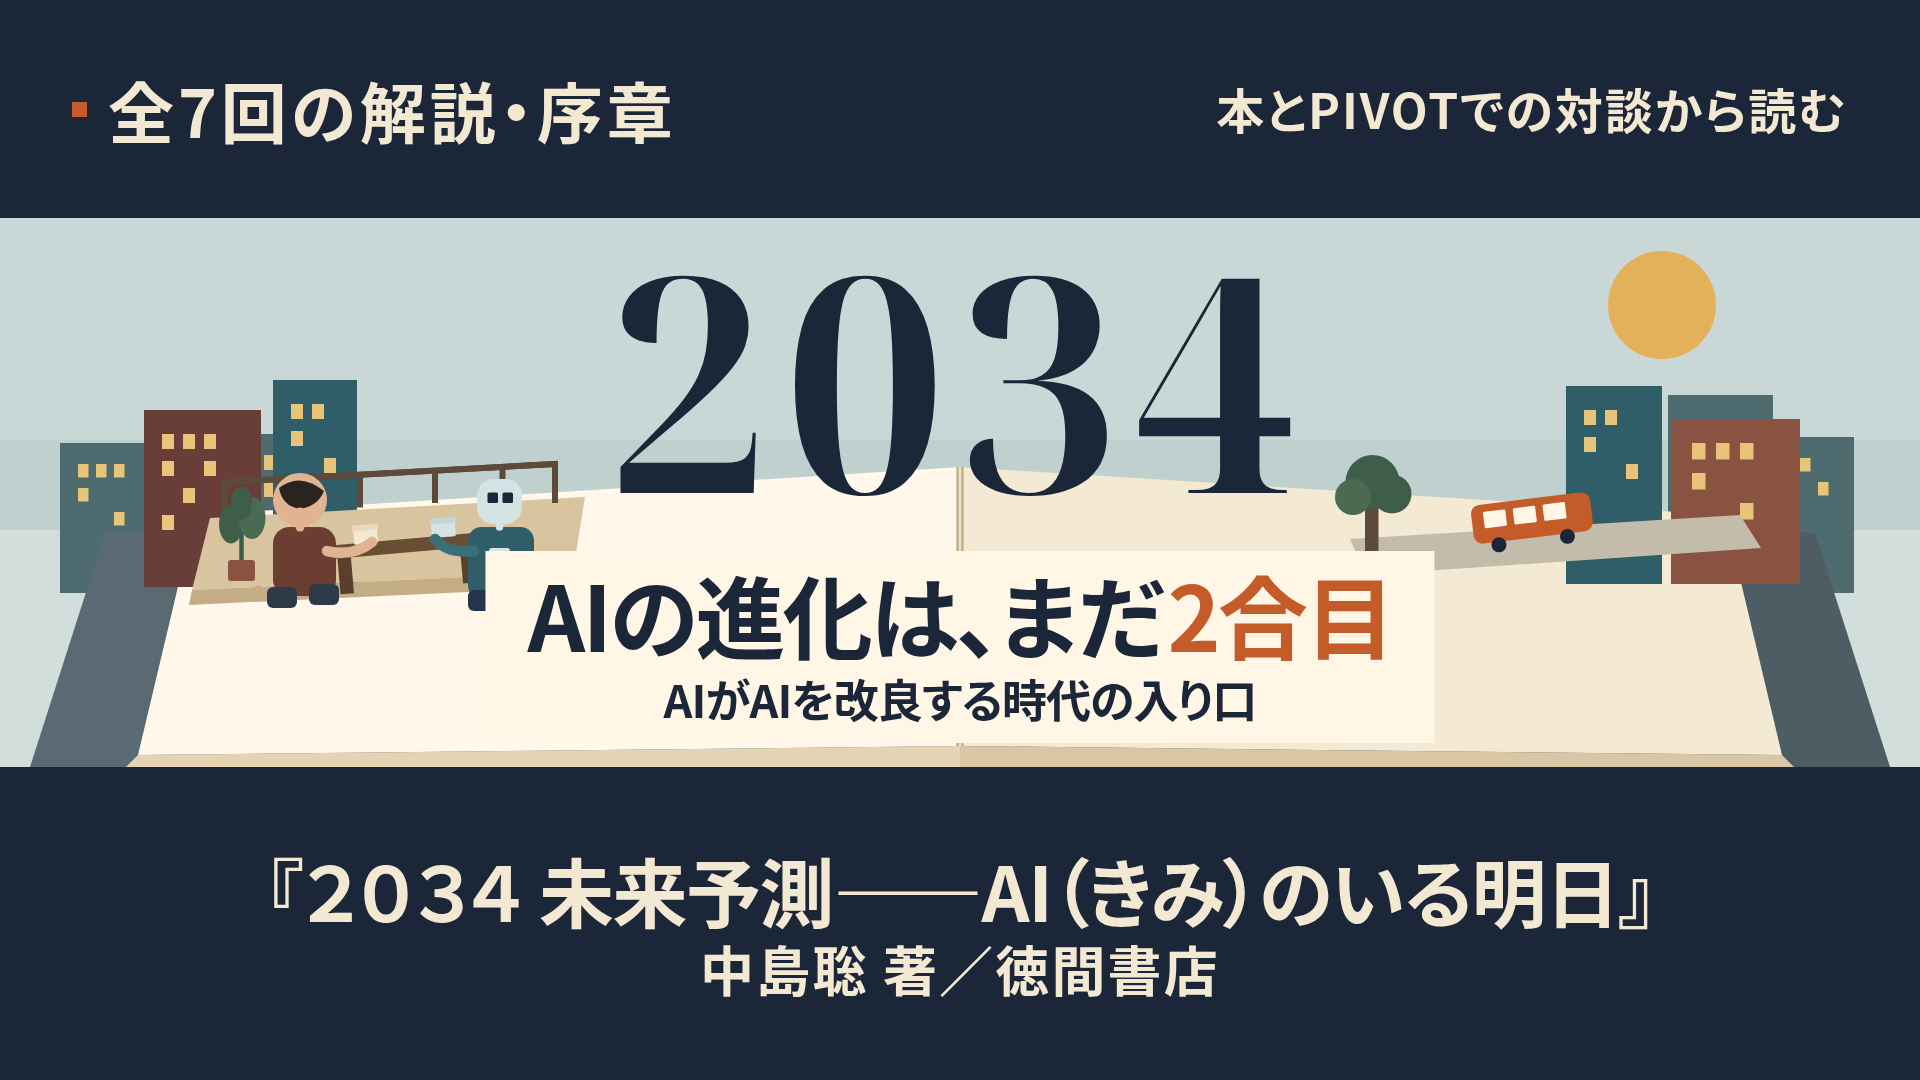 全7回の解説・序章
本とPIVOTでの対談から読む
2034
AIの進化は、まだ2合目
AIがAIを改良する時代の入り口
『２０３４ 未来予測――AI（きみ）のいる明日』
中島聡 著／徳間書店